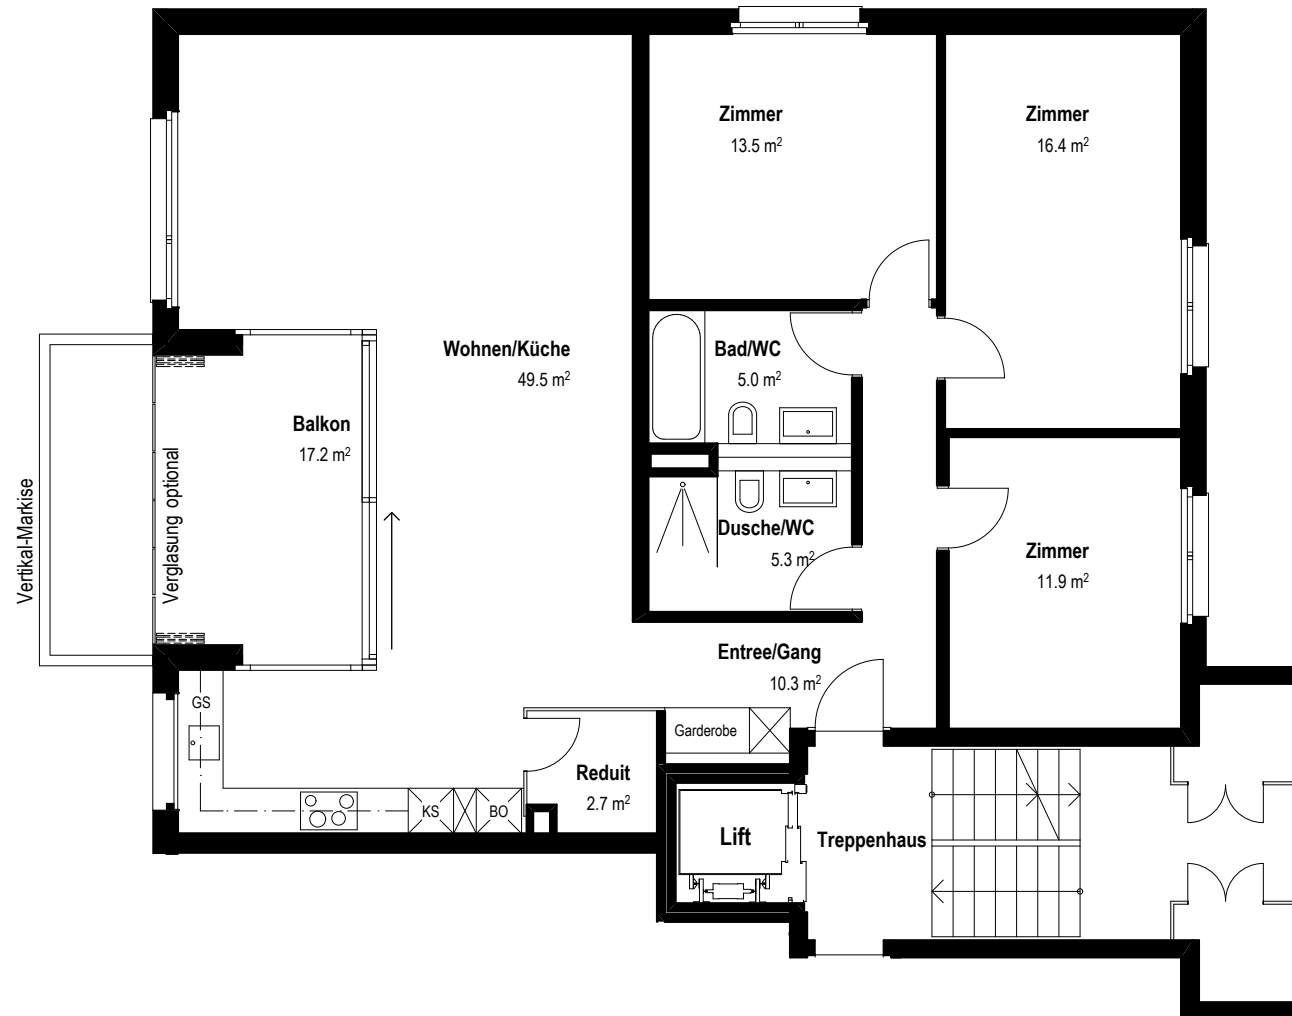 Zimmer
13.5 m²
Zimmer
16.4 m²
Wohnen/Küche
49.5 m²
Bad/WC
5.0 m²
Balkon
17.2 m²
Vertikal-Markise
Verglasung optional
Dusche/WC
5.3 m²
Zimmer
11.9 m²
Entree/Gang
10.3 m²
GS
Garderobe
Reduit
2.7 m²
KS
BO
Lift
Treppenhaus